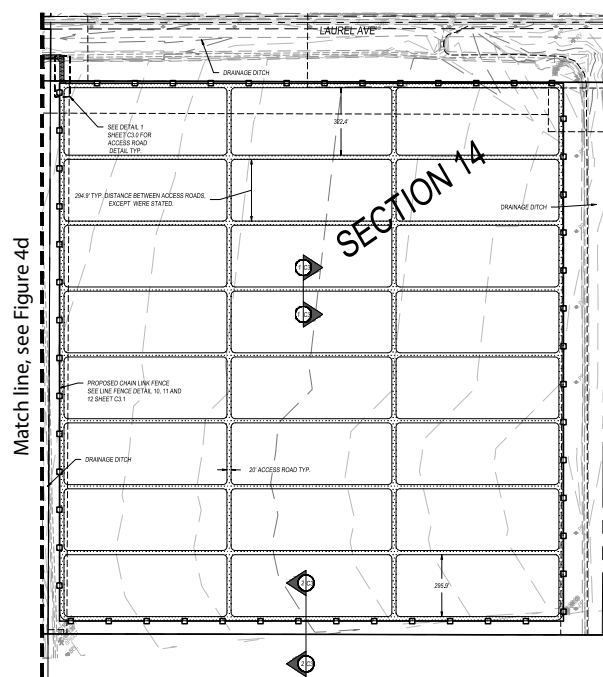 LAUREL AVE
DRAINAGE DITCH
SEE DETAIL 1
SHEET C3.0 FOR
ACCESS ROAD
DETAIL TYP.
322.4'
294.9' TYP. DISTANCE BETWEEN ACCESS ROADS,
EXCEPT WERE STATED.
SECTION 14
DRAINAGE DITCH
Match line, see Figure 4d
PROPOSED CHAIN LINK FENCE
SEE LINE FENCE DETAIL 10, 11 AND
12 SHEET C3.1
DRAINAGE DITCH
20' ACCESS ROAD TYP.
295.9'